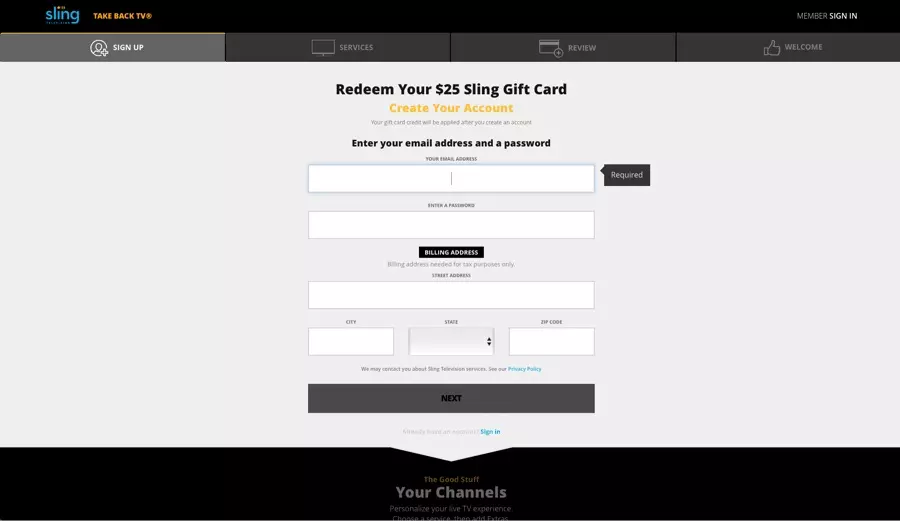 sling
TELEVISION
TAKE BACK TV®
MEMBER SIGN IN
SIGN UP
SERVICES
REVIEW
WELCOME
Redeem Your $25 Sling Gift Card
Create Your Account
Your gift card credit will be applied after you create an account
Enter your email address and a password
YOUR EMAIL ADDRESS
Required
ENTER A PASSWORD
BILLING ADDRESS
Billing address needed for tax purposes only.
STREET ADDRESS
CITY
STATE
ZIP CODE
We may contact you about Sling Television services. See our Privacy Policy
NEXT
Already have an account? Sign in
The Good Stuff
Your Channels
Personalize your live TV experience.
Choose a service, then add Extras.